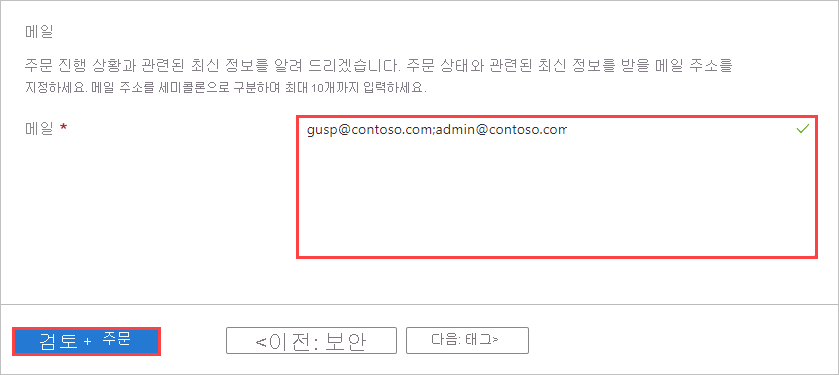 메일
주문 진행 상황과 관련된 최신 정보를 알려 드리겠습니다. 주문 상태와 관련된 최신 정보를 받을 메일 주소를
지정하세요. 메일 주소를 세미콜론으로 구분하며 최대 10개까지 입력하세요.
메일 *
gusp@contoso.com;admin@contoso.com
검토 + 주문
<이전: 보안
다음: 태그>